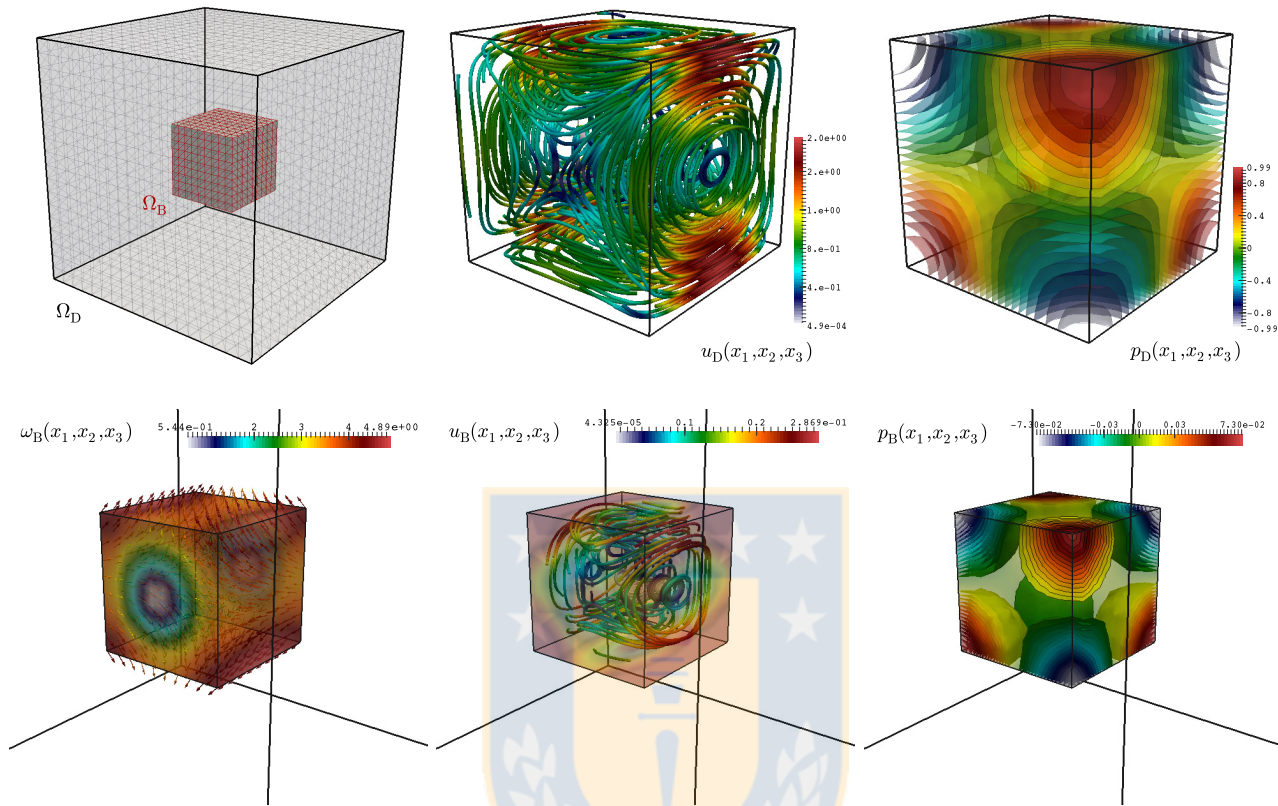 Ω_B
Ω_D
2.0e+00
2.e+00
1.e+00
8.e-01
4.e-01
4.9e-04
u_D(x_1,x_2,x_3)
0.99
0.8
0.4
0
-0.4
-0.8
-0.99
p_D(x_1,x_2,x_3)
ω_B(x_1,x_2,x_3)
5.44e-01 2 3 4 4.89e+00
u_B(x_1,x_2,x_3)
4.325e-05 0.1 0.2 2.869e-01
p_B(x_1,x_2,x_3)
-7.30e-02 -0.03 0 0.03 7.30e-02